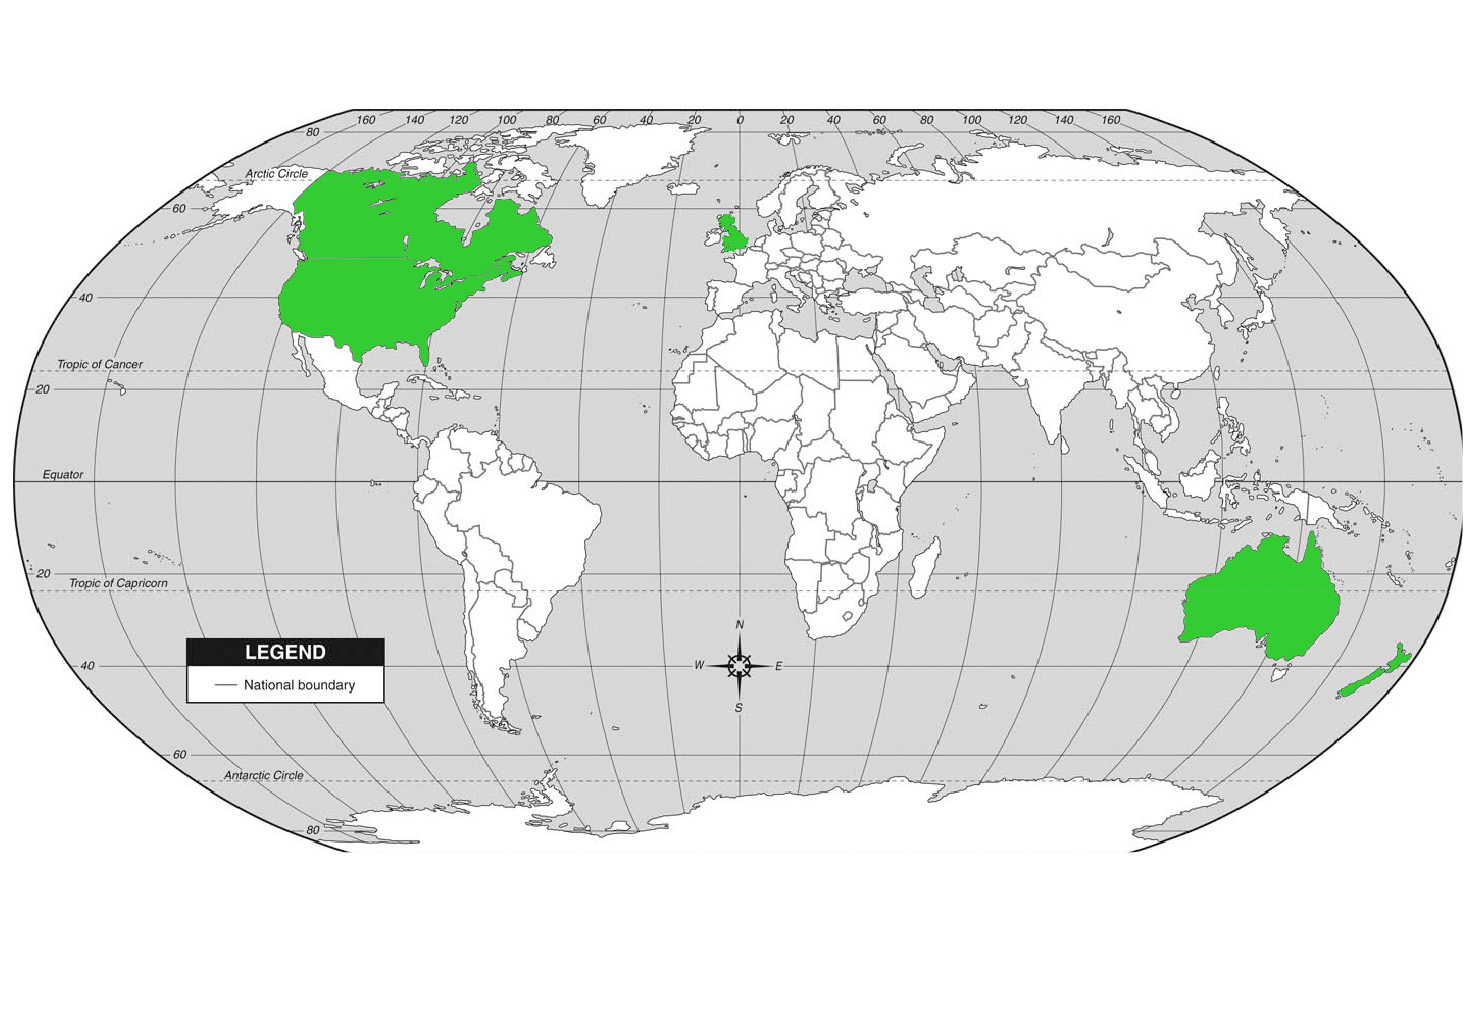 160 140 120 100 80 60 40 20 0 20 40 60 80 100 120 140 160
80
Arctic Circle
60
40
Tropic of Cancer
20
Equator
20
Tropic of Capricorn
N
LEGEND
40
W E
National boundary
S
60
Antarctic Circle
80